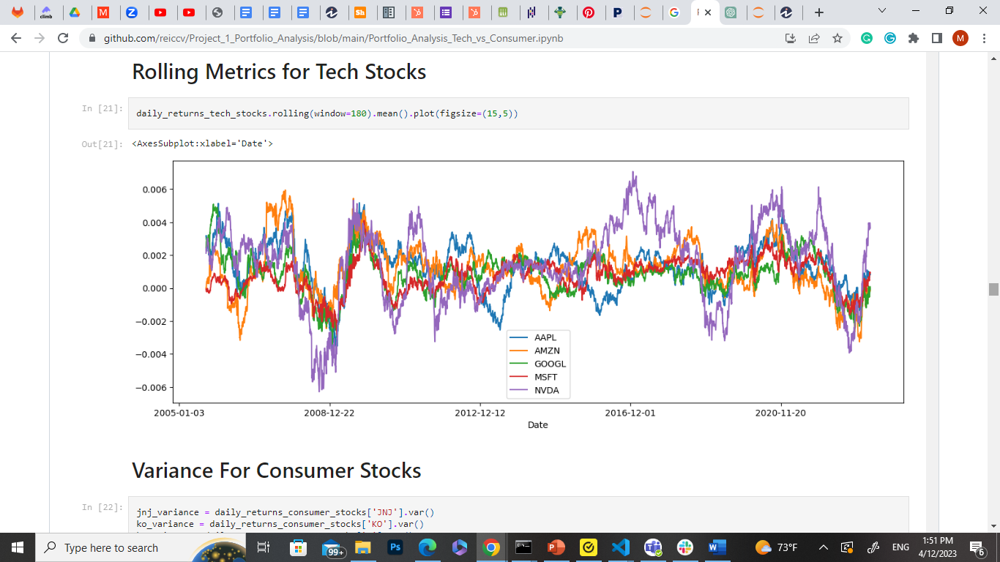 M
climb
M
Sh
github.com/reiccv/Project_1_Portfolio_Analysis/blob/main/Portfolio_Analysis_Tech_vs_Consumer.ipynb
M
Rolling Metrics for Tech Stocks
In [21]:
daily_returns_tech_stocks.rolling(window=180).mean().plot(figsize=(15,5))
Out[21]:
<AxesSubplot:xlabel='Date'>
0.006
0.004
0.002
0.000
−0.002
−0.004
−0.006
AAPL
AMZN
GOOGL
MSFT
NVDA
2005-01-03
2008-12-22
2012-12-12
2016-12-01
2020-11-20
Date
Variance For Consumer Stocks
In [22]:
jnj_variance = daily_returns_consumer_stocks['JNJ'].var()
ko_variance = daily_returns_consumer_stocks['KO'].var()
Type here to search
99+
Ps
73°F
ENG
1:51 PM
4/12/2023
6